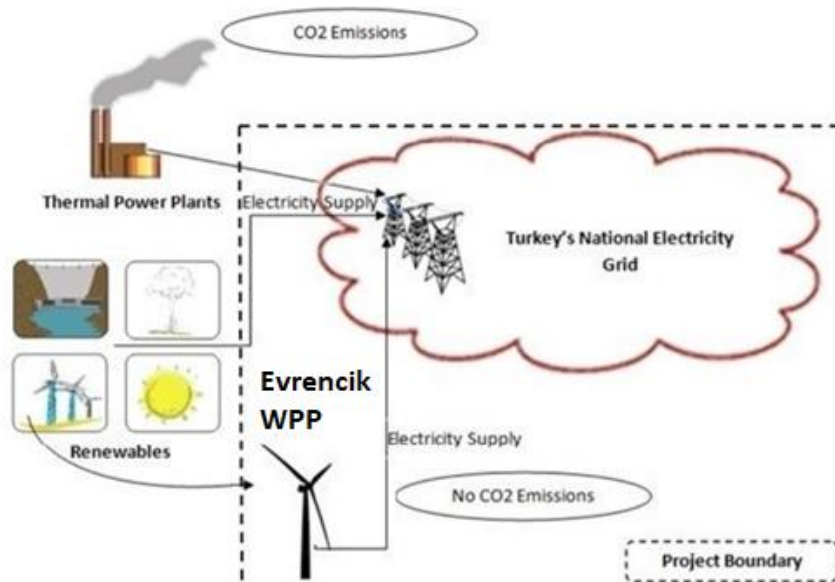 CO2 Emissions
Thermal Power Plants
Electricity Supply
Turkey's National Electricity
Grid
Evrencik
WPP
Renewables
Electricity Supply
No CO2 Emissions
Project Boundary